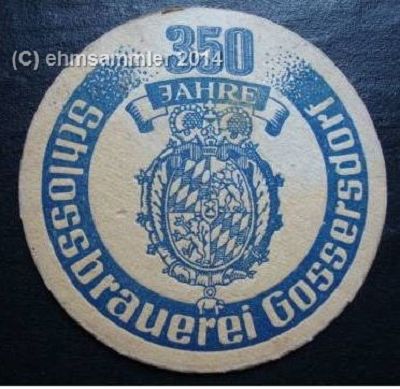 (C) ehmsammler 2014
350
JAHRE
Schlossbrauerei Gossersdorf